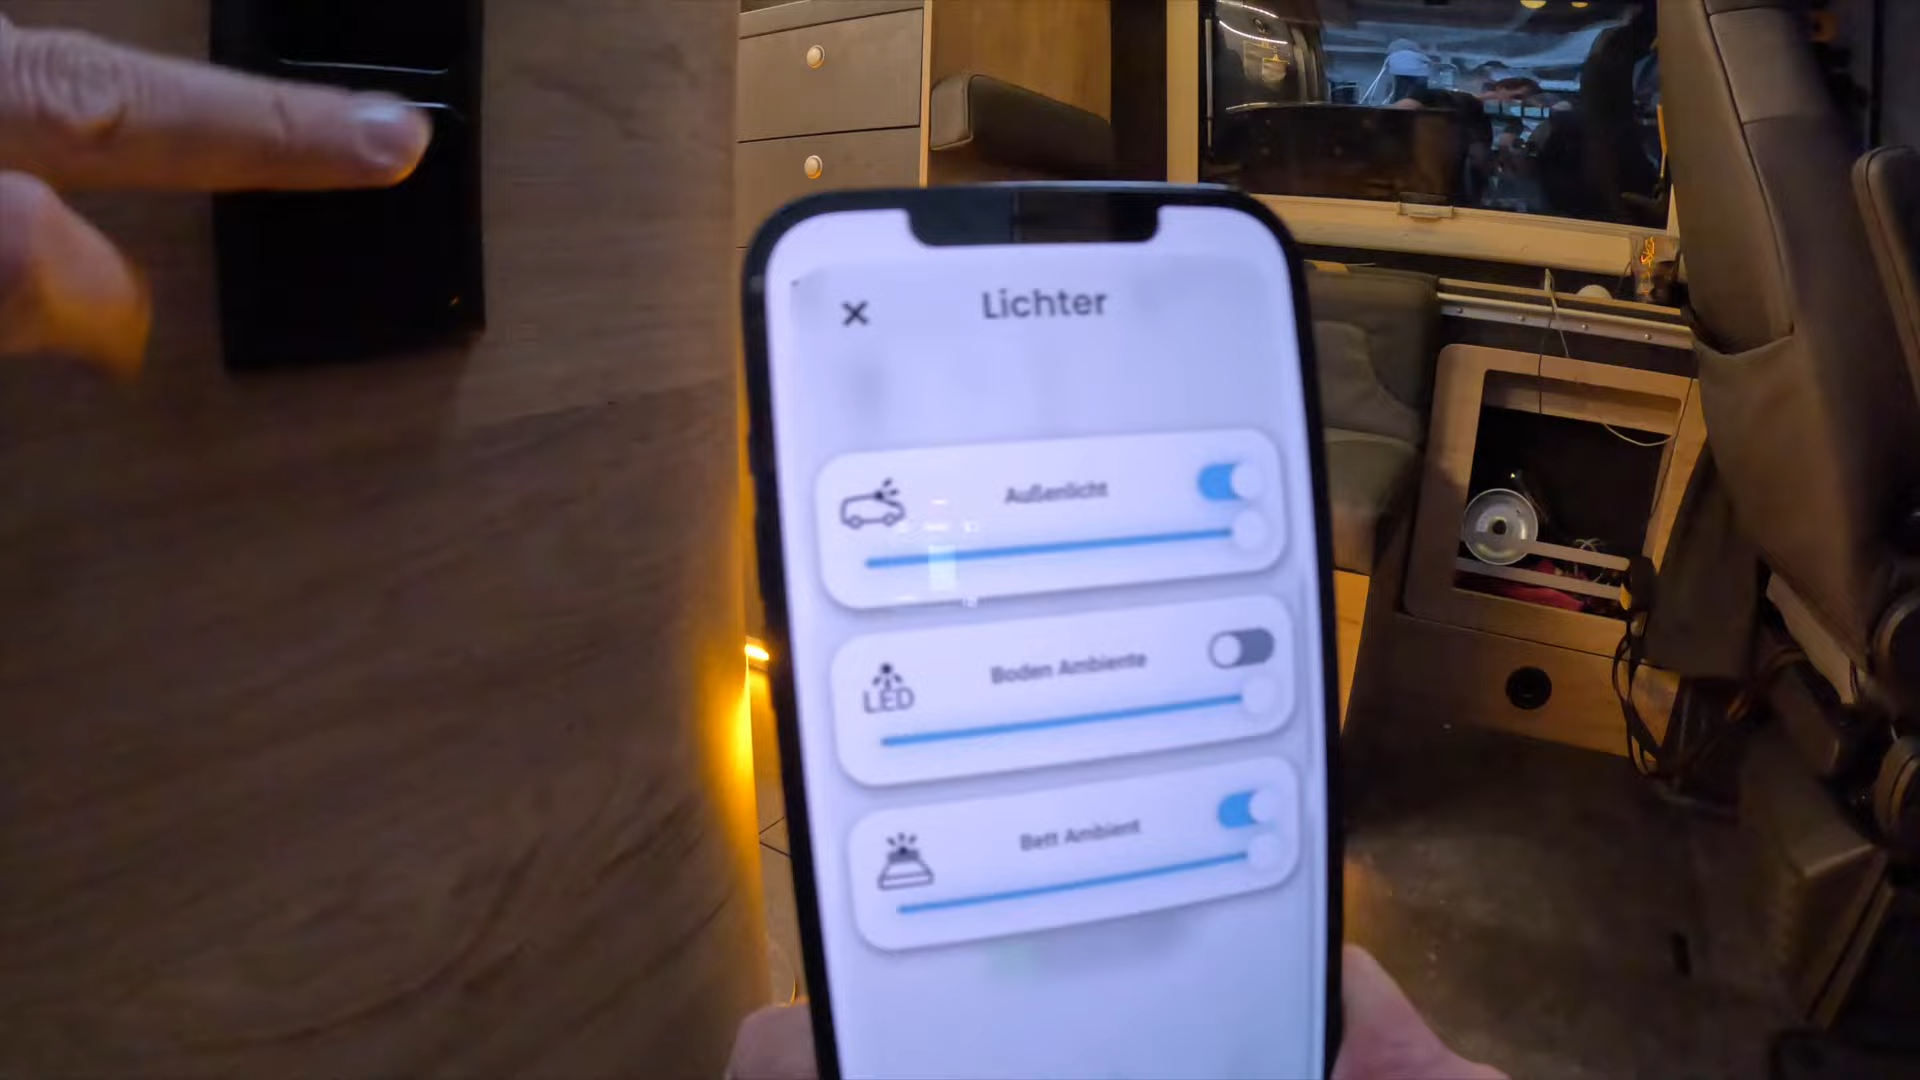 Lichter
Außenlicht
Boden Ambiente
LED
Bett Ambient